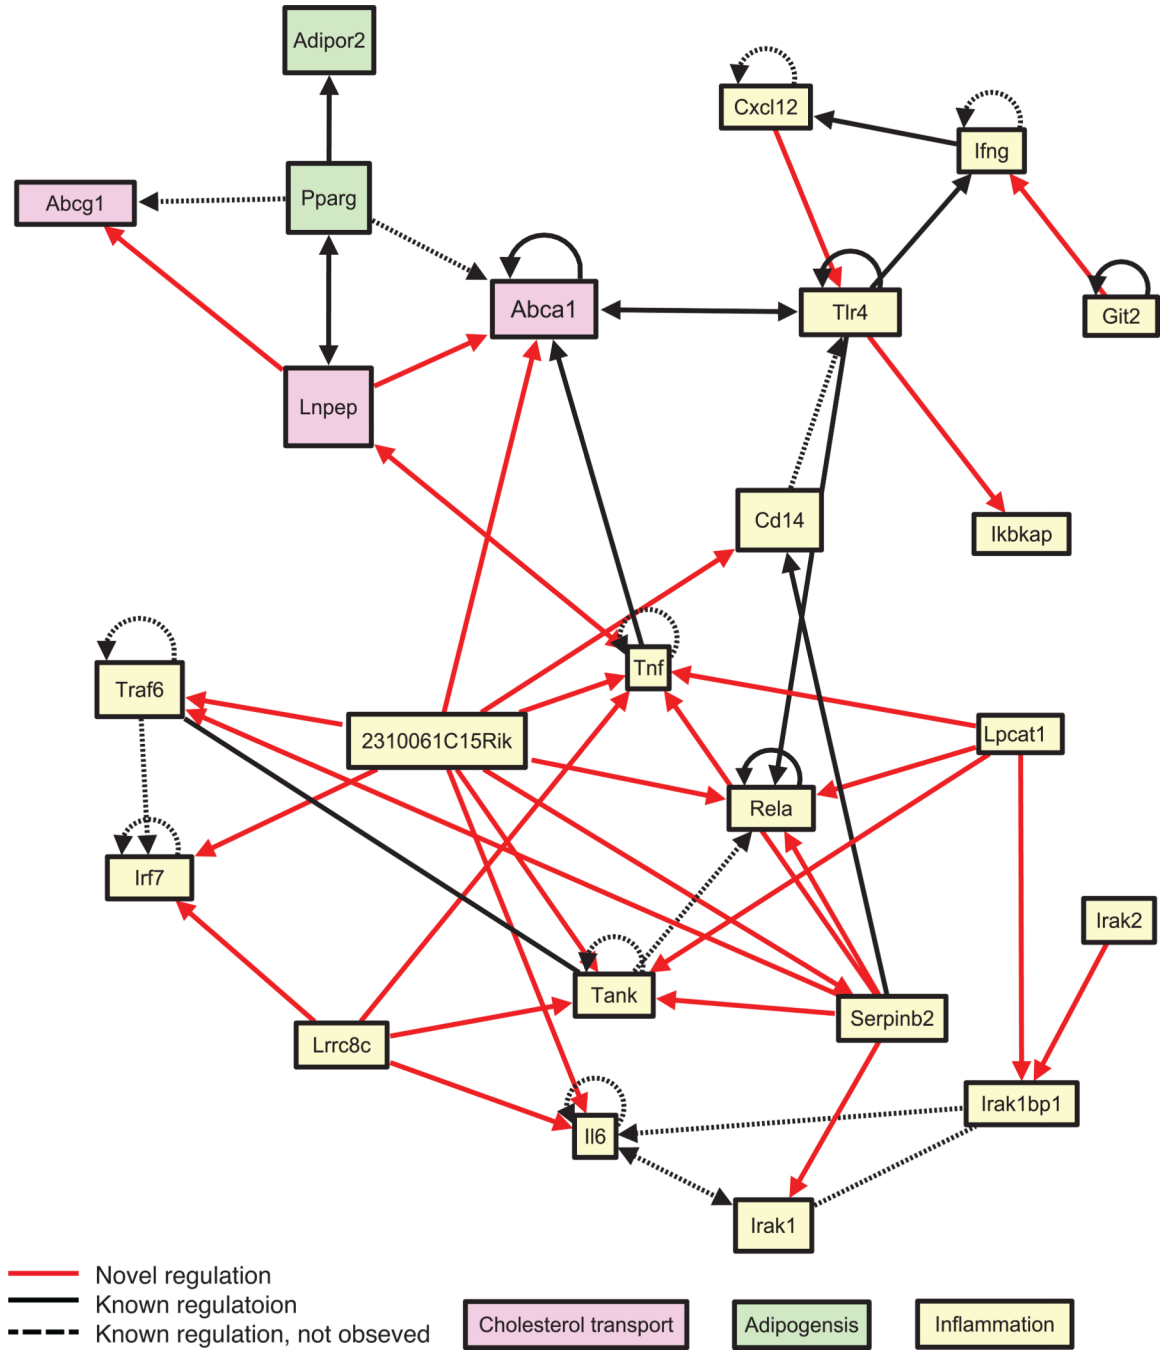 Adipor2
Cxcl12
Ifng
Pparg
Abcg1
Abca1
Tlr4
Git2
Lnpep
Cd14
Ikbkap
Tnf
Traf6
2310061C15Rik
Lpcat1
Rela
Irf7
Irak2
Tank
Serpinb2
Lrrc8c
Irak1bp1
Il6
Irak1
Novel regulation
Known regulatoion
Known regulation, not obseved
Cholesterol transport
Adipogensis
Inflammation